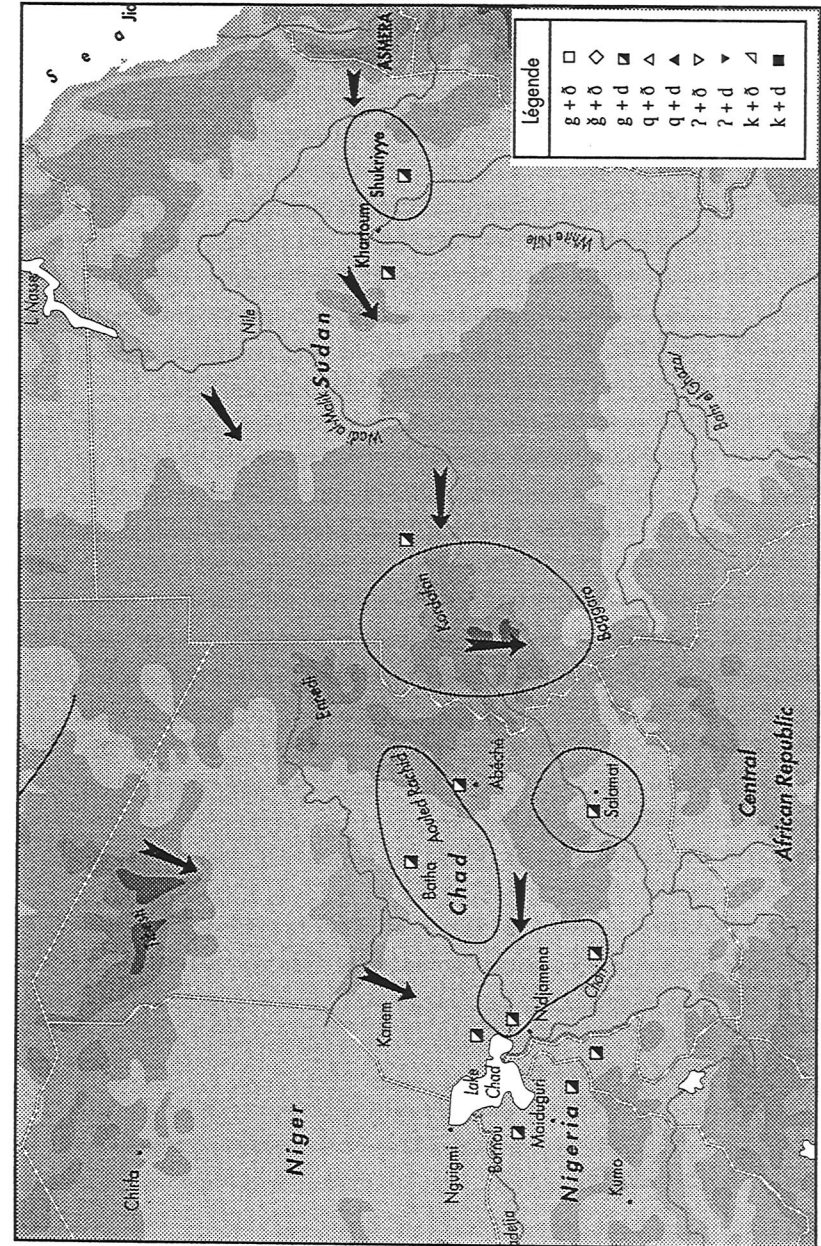 S e a
ASMERA
L. Nasser
Nile
Khartoum
Shukriyye
White Nile
Sudan
Wadi al-Malik
Bahr el Ghazal
Kordofan
Baggara
Ennedi
Aouled Rachid
Batha
Chad
Abéché
Salamat
Central
African Republic
Tibesti
Kanem
Ndjamena
Chari
Lake
Chad
Niger
Chirfa
Nguigmi
Bornou
Maiduguri
Nigeria
Kumo
Légende
g + δ □
ğ + δ ◇
g + d ◪
q + δ △
q + d ▲
ʔ + δ ▽
ʔ + d ▼
k + δ ◿
k + d ■